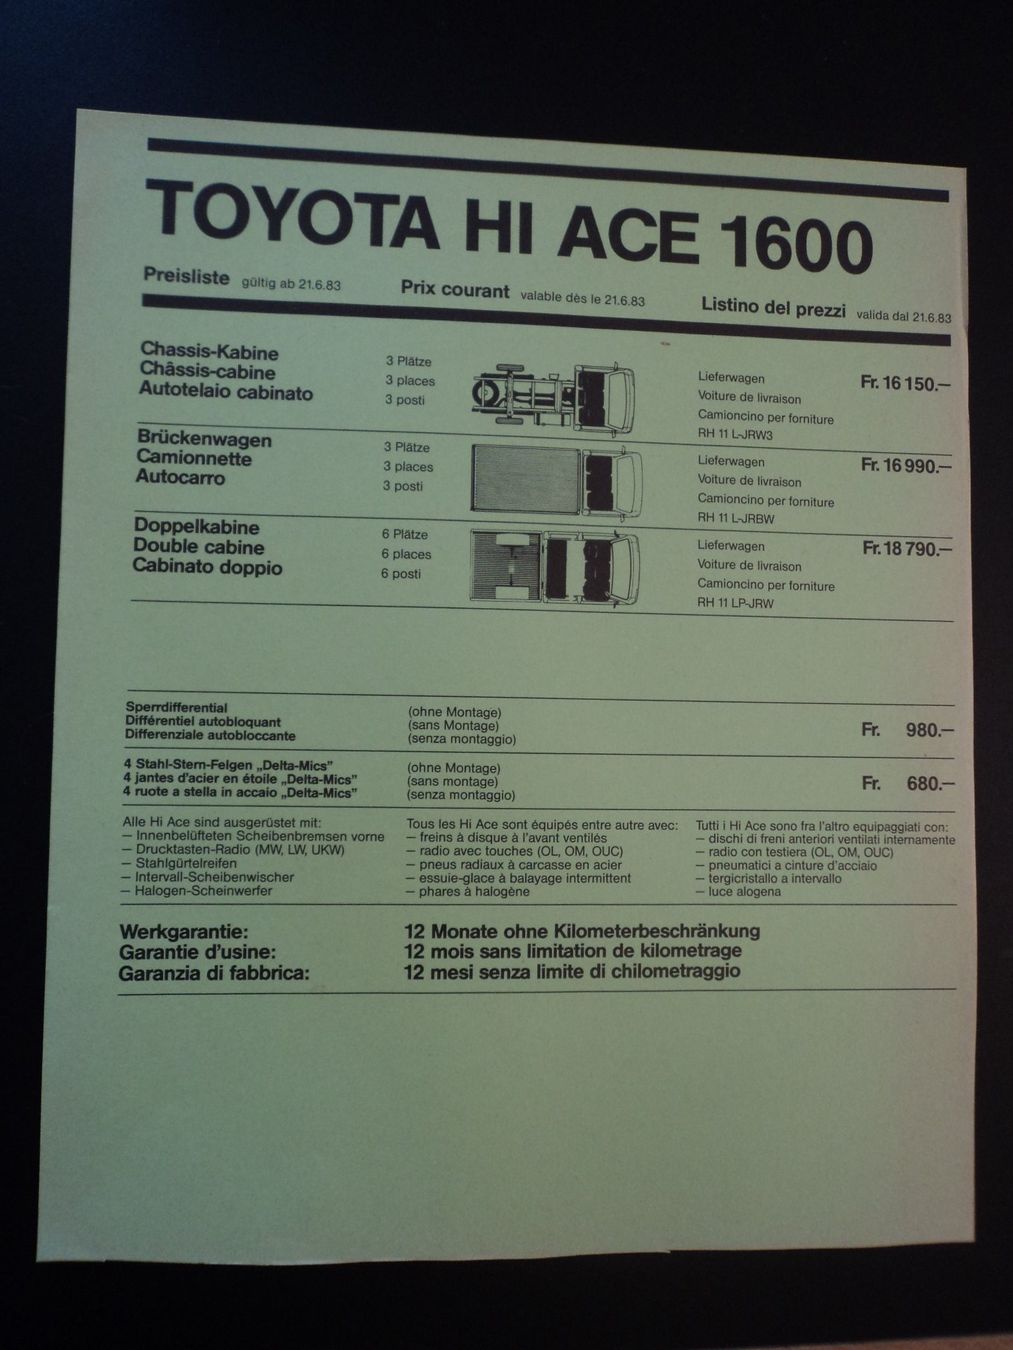 TOYOTA HI ACE 1600
Preisliste gültig ab 21.6.83 Prix courant valable dès le 21.6.83 Listino del prezzi valida dal 21.6.83
Chassis-Kabine 3 Plätze Lieferwagen Fr. 16 150.—
Châssis-cabine 3 places Voiture de livraison
Autotelaio cabinato 3 posti Camioncino per forniture
RH 11 L-JRW3
Brückenwagen 3 Plätze Lieferwagen Fr. 16 990.—
Camionnette 3 places Voiture de livraison
Autocarro 3 posti Camioncino per forniture
RH 11 L-JRBW
Doppelkabine 6 Plätze Lieferwagen Fr. 18 790.—
Double cabine 6 places Voiture de livraison
Cabinato doppio 6 posti Camioncino per forniture
RH 11 LP-JRW
Sperrdifferential (ohne Montage)
Différentiel autobloquant (sans Montage) Fr. 980.—
Differenziale autobloccante (senza montaggio)
4 Stahl-Stern-Felgen „Delta-Mics” (ohne Montage)
4 jantes d'acier en étoile „Delta-Mics” (sans montage) Fr. 680.—
4 ruote a stella in accaio „Delta-Mics” (senza montaggio)
Alle Hi Ace sind ausgerüstet mit:
— Innenbelüfteten Scheibenbremsen vorne
— Drucktasten-Radio (MW, LW, UKW)
— Stahlgürtelreifen
— Intervall-Scheibenwischer
— Halogen-Scheinwerfer
Tous les Hi Ace sont équipés entre autre avec:
— freins à disque à l'avant ventilés
— radio avec touches (OL, OM, OUC)
— pneus radiaux à carcasse en acier
— essuie-glace à balayage intermittent
— phares à halogène
Tutti i Hi Ace sono fra l'altro equipaggiati con:
— dischi di freni anteriori ventilati internamente
— radio con testiera (OL, OM, OUC)
— pneumatici a cinture d'acciaio
— tergicristallo a intervallo
— luce alogena
Werkgarantie: 12 Monate ohne Kilometerbeschränkung
Garantie d'usine: 12 mois sans limitation de kilometrage
Garanzia di fabbrica: 12 mesi senza limite di chilometraggio